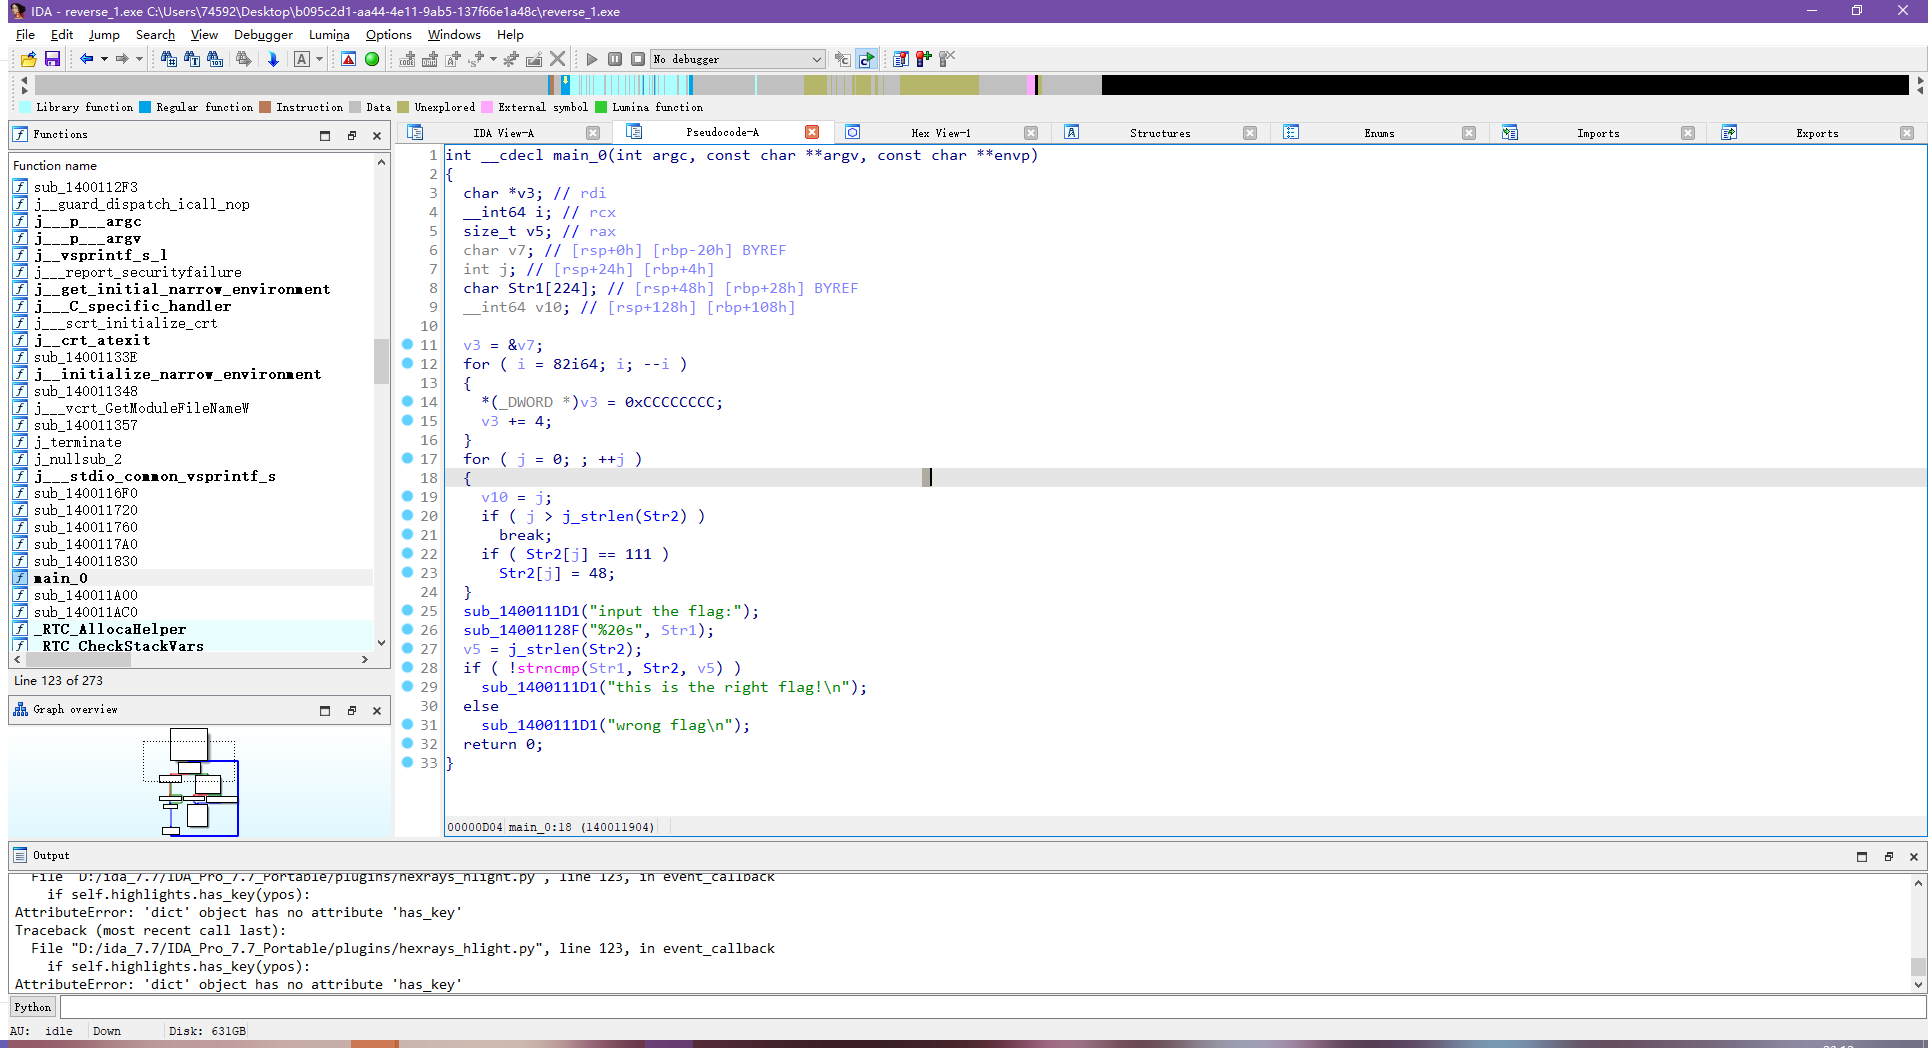 IDA - reverse_1.exe C:\Users\74592\Desktop\b095c2d1-aa44-4e11-9ab5-137f66e1a48c\reverse_1.exe
File Edit Jump Search View Debugger Lumina Options Windows Help
No debugger
Library function Regular function Instruction Data Unexplored External symbol Lumina function
Functions
Function name
sub_1400112F3
j__guard_dispatch_icall_nop
j___p___argc
j___p___argv
j__vsprintf_s_l
j___report_securityfailure
j__get_initial_narrow_environment
j___C_specific_handler
j___scrt_initialize_crt
j__crt_atexit
sub_14001133E
j__initialize_narrow_environment
sub_140011348
j___vcrt_GetModuleFileNameW
sub_140011357
j_terminate
j_nullsub_2
j___stdio_common_vsprintf_s
sub_1400116F0
sub_140011720
sub_140011760
sub_1400117A0
sub_140011830
main_0
sub_140011A00
sub_140011AC0
_RTC_AllocaHelper
_RTC_CheckStackVars
Line 123 of 273
Graph overview
IDA View-A Pseudocode-A Hex View-1 Structures Enums Imports Exports
1 int __cdecl main_0(int argc, const char **argv, const char **envp)
2 {
3 char *v3; // rdi
4 __int64 i; // rcx
5 size_t v5; // rax
6 char v7; // [rsp+0h] [rbp-20h] BYREF
7 int j; // [rsp+24h] [rbp+4h]
8 char Str1[224]; // [rsp+48h] [rbp+28h] BYREF
9 __int64 v10; // [rsp+128h] [rbp+108h]
10
11 v3 = &v7;
12 for ( i = 82i64; i; --i )
13 {
14 *(_DWORD *)v3 = 0xCCCCCCCC;
15 v3 += 4;
16 }
17 for ( j = 0; ; ++j )
18 {
19 v10 = j;
20 if ( j > j_strlen(Str2) )
21 break;
22 if ( Str2[j] == 111 )
23 Str2[j] = 48;
24 }
25 sub_1400111D1("input the flag:");
26 sub_14001128F("%20s", Str1);
27 v5 = j_strlen(Str2);
28 if ( !strncmp(Str1, Str2, v5) )
29 sub_1400111D1("this is the right flag!\n");
30 else
31 sub_1400111D1("wrong flag\n");
32 return 0;
33 }
00000D04 main_0:18 (140011904)
Output
File "D:/ida_7.7/IDA_Pro_7.7_Portable/plugins/hexrays_hlight.py", line 123, in event_callback
if self.highlights.has_key(ypos):
AttributeError: 'dict' object has no attribute 'has_key'
Traceback (most recent call last):
File "D:/ida_7.7/IDA_Pro_7.7_Portable/plugins/hexrays_hlight.py", line 123, in event_callback
if self.highlights.has_key(ypos):
AttributeError: 'dict' object has no attribute 'has_key'
Python
AU: idle Down Disk: 631GB